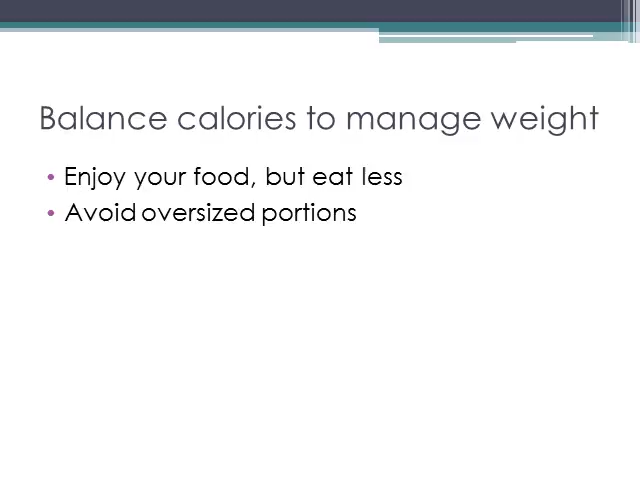 Balance calories to manage weight
• Enjoy your food, but eat less
• Avoid oversized portions